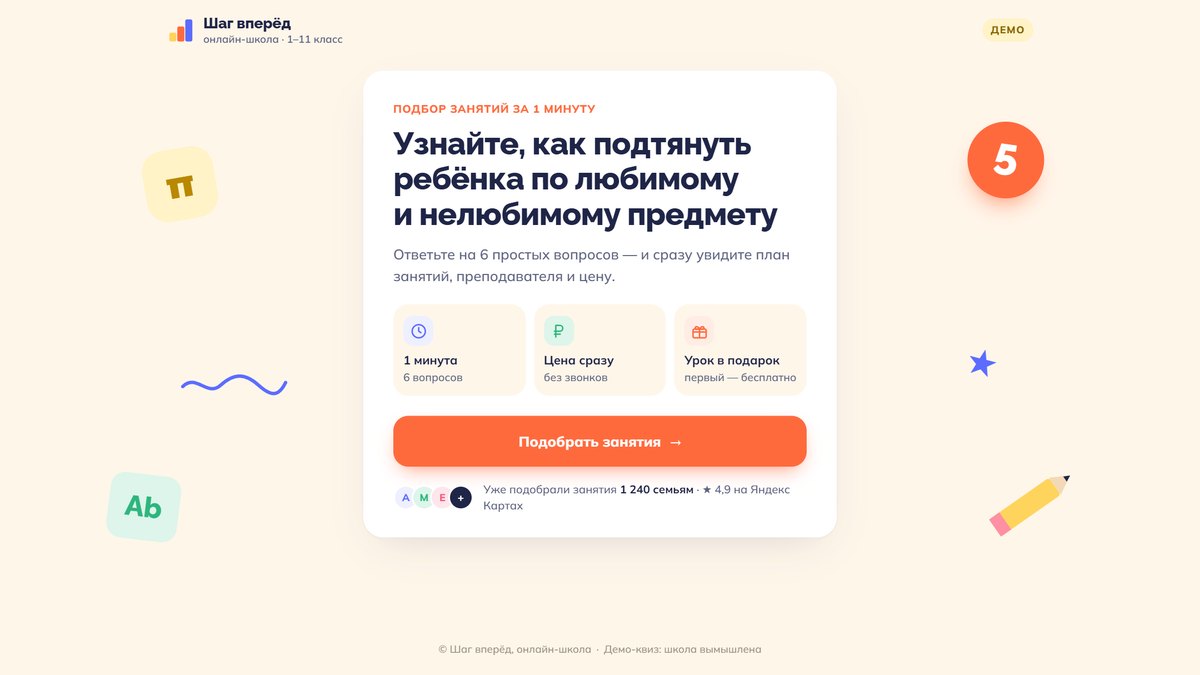 Шаг вперёд
онлайн-школа · 1–11 класс
ДЕМО
ПОДБОР ЗАНЯТИЙ ЗА 1 МИНУТУ
Узнайте, как подтянуть
ребёнка по любимому
и нелюбимому предмету
Ответьте на 6 простых вопросов — и сразу увидите план
занятий, преподавателя и цену.
1 минута
6 вопросов
Цена сразу
без звонков
Урок в подарок
первый — бесплатно
Подобрать занятия →
А М Е +
Уже подобрали занятия 1 240 семьям · ★ 4,9 на Яндекс
Картах
π
5
Ab
© Шаг вперёд, онлайн-школа · Демо-квиз: школа вымышлена